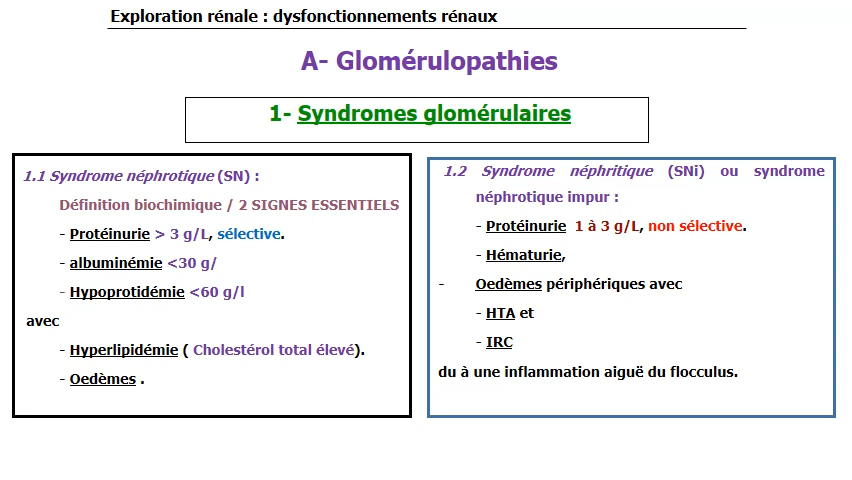 Exploration rénale : dysfonctionnements rénaux
A- Glomérulopathies
1- Syndromes glomérulaires
1.1 Syndrome néphrotique (SN) :
Définition biochimique / 2 SIGNES ESSENTIELS
- Protéinurie > 3 g/L, sélective.
- albuminémie <30 g/
- Hypoprotidémie <60 g/l
avec
- Hyperlipidémie ( Cholestérol total élevé).
- Oedèmes .
1.2 Syndrome néphritique (SNi) ou syndrome
néphrotique impur :
- Protéinurie 1 à 3 g/L, non sélective.
- Hématurie,
- Oedèmes périphériques avec
- HTA et
- IRC
du à une inflammation aiguë du flocculus.